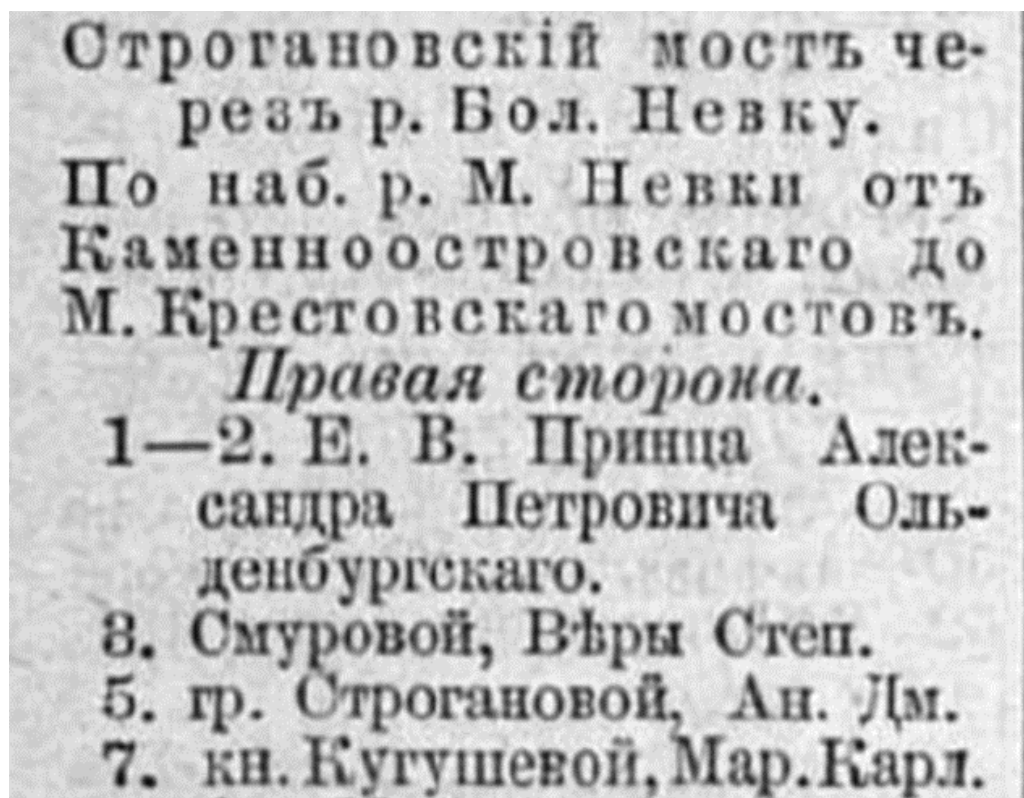 Строгановскій мостъ че-
резъ р. Бол. Невку.
По наб. р. М. Невки отъ
Каменноостровскаго до
М. Крестовскаго мостовъ.
Правая сторона.
1—2. Е. В. Принца Алек-
сандра Петровича Оль-
денбургскаго.
3. Смуровой, Вѣры Степ.
5. гр. Строгановой, Ан. Дм.
7. кн. Кугушевой, Мар. Карл.